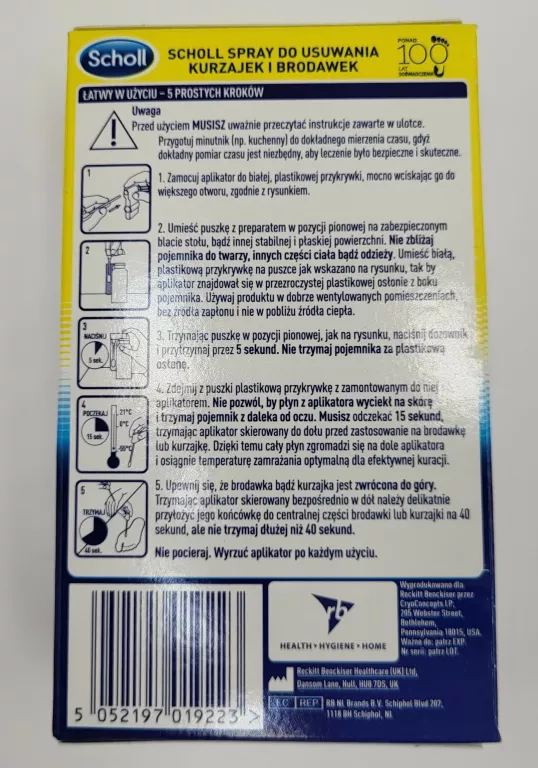 Scholl
SCHOLL SPRAY DO USUWANIA
KURZAJEK I BRODAWEK
PONAD
100
LAT
DOŚWIADCZENIA
ŁATWY W UŻYCIU – 5 PROSTYCH KROKÓW
Uwaga
Przed użyciem MUSISZ uważnie przeczytać instrukcje zawarte w ulotce.
Przygotuj minutnik (np. kuchenny) do dokładnego mierzenia czasu, gdyż
dokładny pomiar czasu jest niezbędny, aby leczenie było bezpieczne i skuteczne.
1
1. Zamocuj aplikator do białej, plastikowej przykrywki, mocno wciskając go do
większego otworu, zgodnie z rysunkiem.
2
2. Umieść puszkę z preparatem w pozycji pionowej na zabezpieczonym
blacie stołu, bądź innej stabilnej i płaskiej powierzchni. Nie zbliżaj
pojemnika do twarzy, innych części ciała bądź odzieży. Umieść białą,
plastikową przykrywkę na puszce jak wskazano na rysunku, tak by
aplikator znajdował się w przezroczystej plastikowej osłonie z boku
pojemnika. Używaj produktu w dobrze wentylowanych pomieszczeniach,
bez źródła zapłonu i nie w pobliżu źródła ciepła.
3
NACIŚNIJ
5 sek.
3. Trzymając puszkę w pozycji pionowej, jak na rysunku, naciśnij dozownik
i przytrzymaj przez 5 sekund. Nie trzymaj pojemnika za plastikową
osłonę.
4
POCZEKAJ
15 sek.
21°C
0°C
-55°C
4. Zdejmij z puszki plastikową przykrywkę z zamontowanym do niej
aplikatorem. Nie pozwól, by płyn z aplikatora wyciekł na skórę
i trzymaj pojemnik z daleka od oczu. Musisz odczekać 15 sekund,
trzymając aplikator skierowany do dołu przed zastosowanie na brodawkę
lub kurzajkę. Dzięki temu cały płyn zgromadzi się na dole aplikatora
i osiągnie temperaturę zamrażania optymalną dla efektywnej kuracji.
5
TRZYMAJ
40 sek.
5. Upewnij się, że brodawka bądź kurzajka jest zwrócona do góry.
Trzymając aplikator skierowany bezpośrednio w dół należy delikatnie
przyłożyć jego końcówkę do centralnej części brodawki lub kurzajki na 40
sekund, ale nie trzymaj dłużej niż 40 sekund.
Nie pocieraj. Wyrzuć aplikator po każdym użyciu.
rb
HEALTH • HYGIENE • HOME
Wyprodukowano dla
Reckitt Benckiser przez
CryoConcepts LP,
205 Webster Street,
Bethlehem,
Pennsylvania 18015, USA.
Ważne do: patrz EXP.
Nr serii: patrz LOT.
Reckitt Benckiser Healthcare (UK) Ltd,
Dansom Lane, Hull, HU8 7DS, UK
EC REP
RB NL Brands B.V. Schiphol Blvd 207,
1118 BH Schiphol, NL
5 052197 019223 >